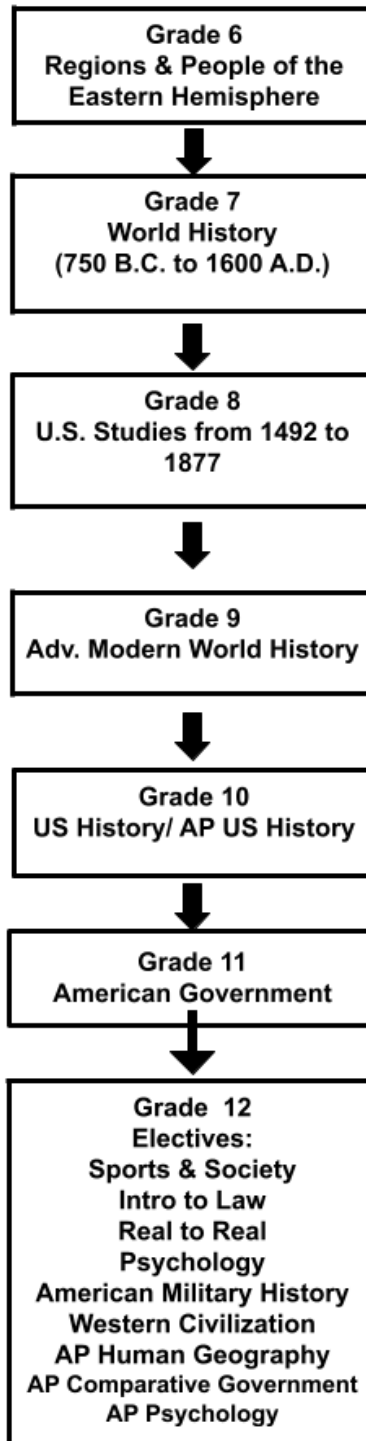 Grade 6
Regions & People of the
Eastern Hemisphere
Grade 7
World History
(750 B.C. to 1600 A.D.)
Grade 8
U.S. Studies from 1492 to
1877
Grade 9
Adv. Modern World History
Grade 10
US History/ AP US History
Grade 11
American Government
Grade 12
Electives:
Sports & Society
Intro to Law
Real to Real
Psychology
American Military History
Western Civilization
AP Human Geography
AP Comparative Government
AP Psychology